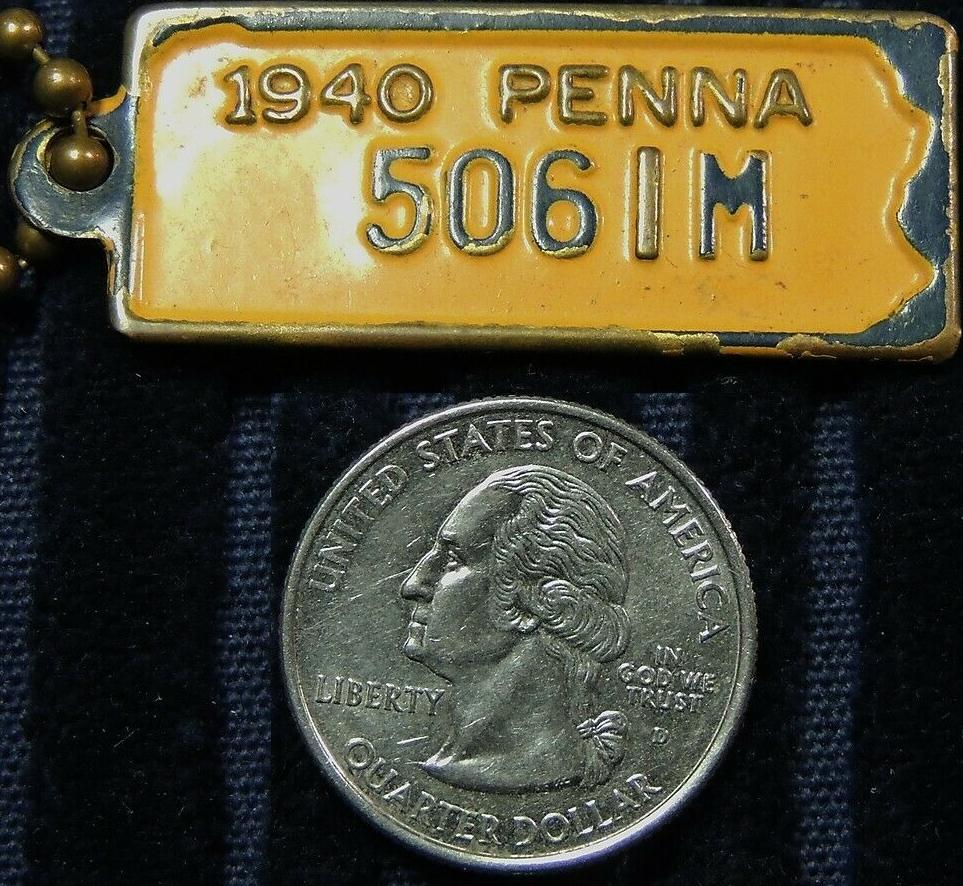 1940 PENNA
5061M
UNITED STATES OF AMERICA
LIBERTY
IN
GOD WE
TRUST
D
QUARTER DOLLAR